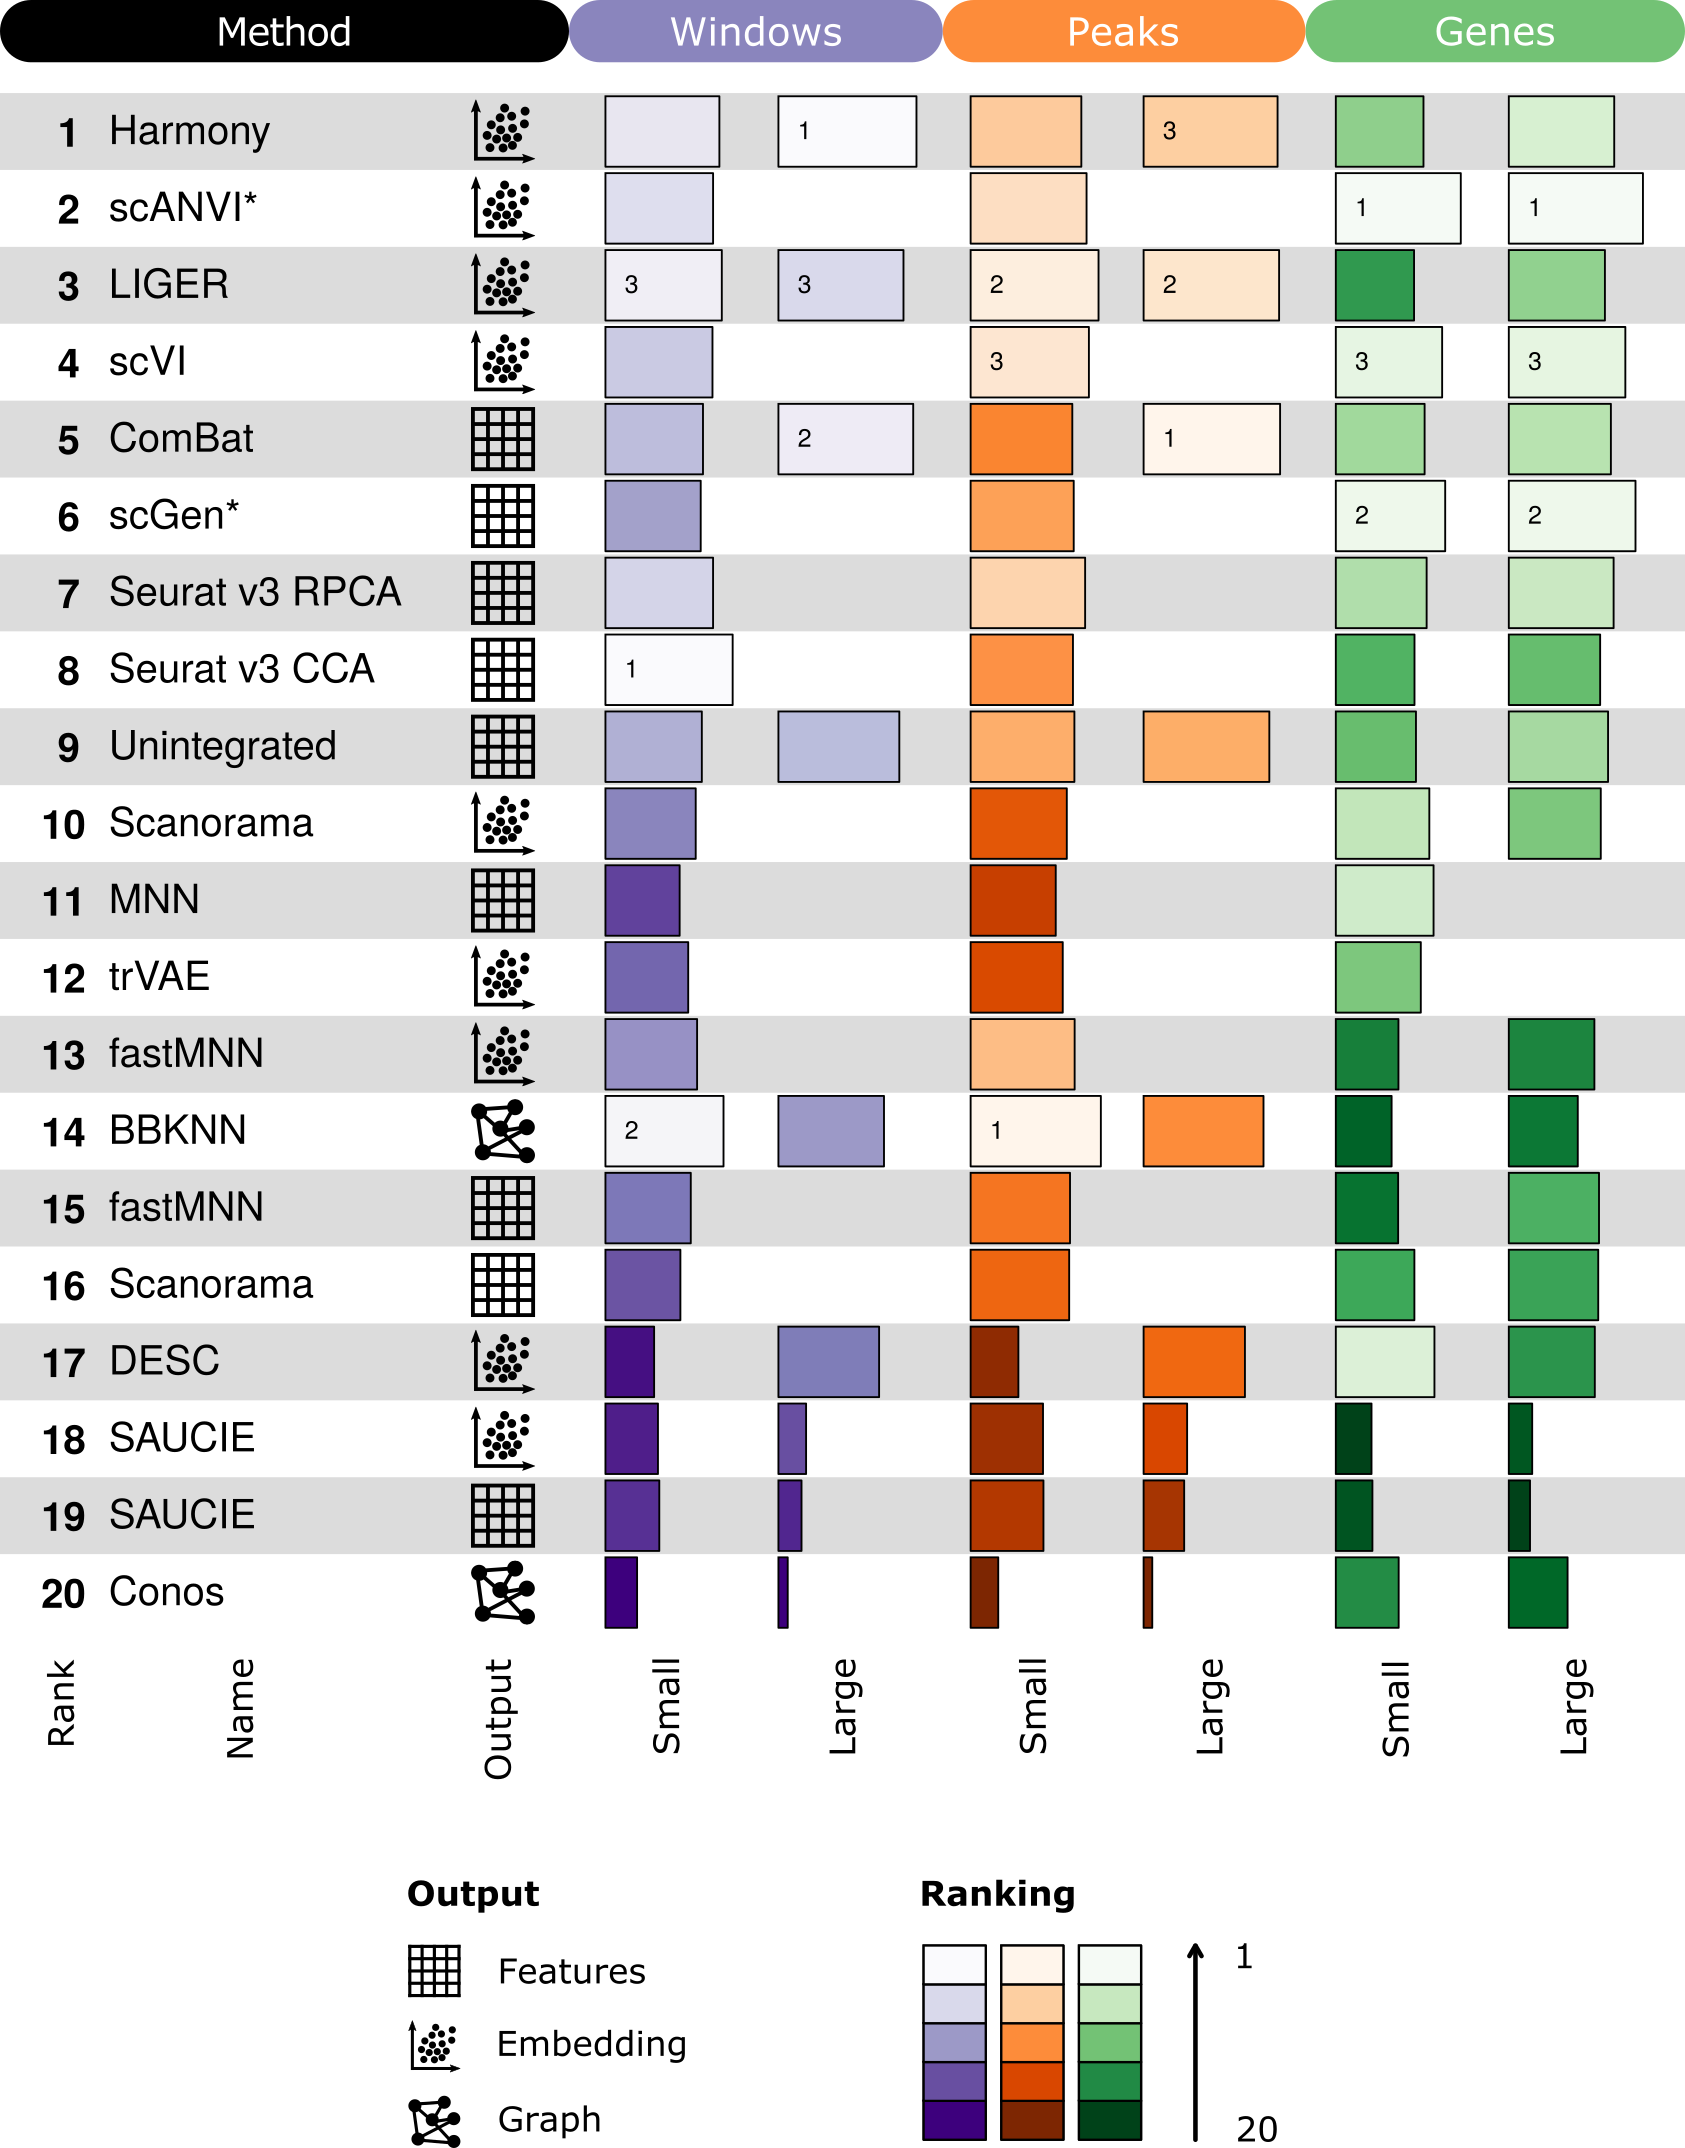 Method Windows Peaks Genes
1 Harmony 1 3
2 scANVI* 1 1
3 LIGER 3 3 2 2
4 scVI 3 3 3
5 ComBat 2 1
6 scGen* 2 2
7 Seurat v3 RPCA
8 Seurat v3 CCA 1
9 Unintegrated
10 Scanorama
11 MNN
12 trVAE
13 fastMNN
14 BBKNN 2 1
15 fastMNN
16 Scanorama
17 DESC
18 SAUCIE
19 SAUCIE
20 Conos
Rank Name Output Small Large Small Large Small Large
Output
Features
Embedding
Graph
Ranking
1
20